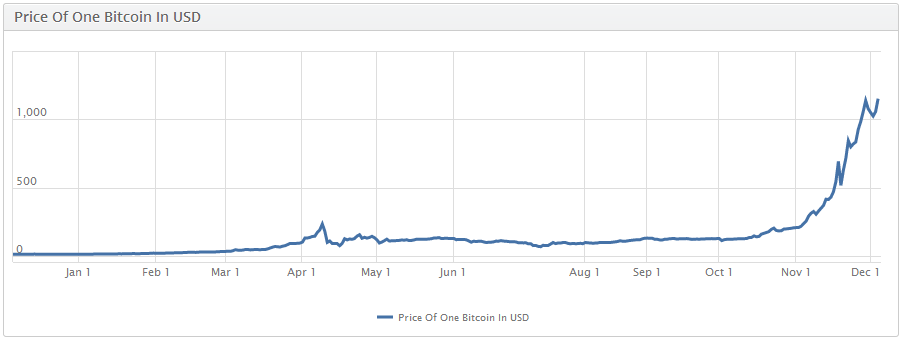 Price Of One Bitcoin In USD
1,000
500
0
Jan 1 Feb 1 Mar 1 Apr 1 May 1 Jun 1 Aug 1 Sep 1 Oct 1 Nov 1 Dec 1
Price Of One Bitcoin In USD